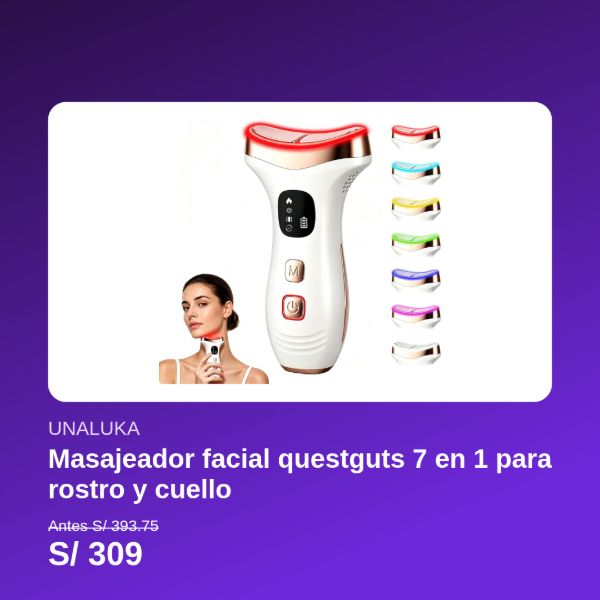 M
UNALUKA
Masajeador facial questguts 7 en 1 para
rostro y cuello
Antes S/ 393.75
S/ 309